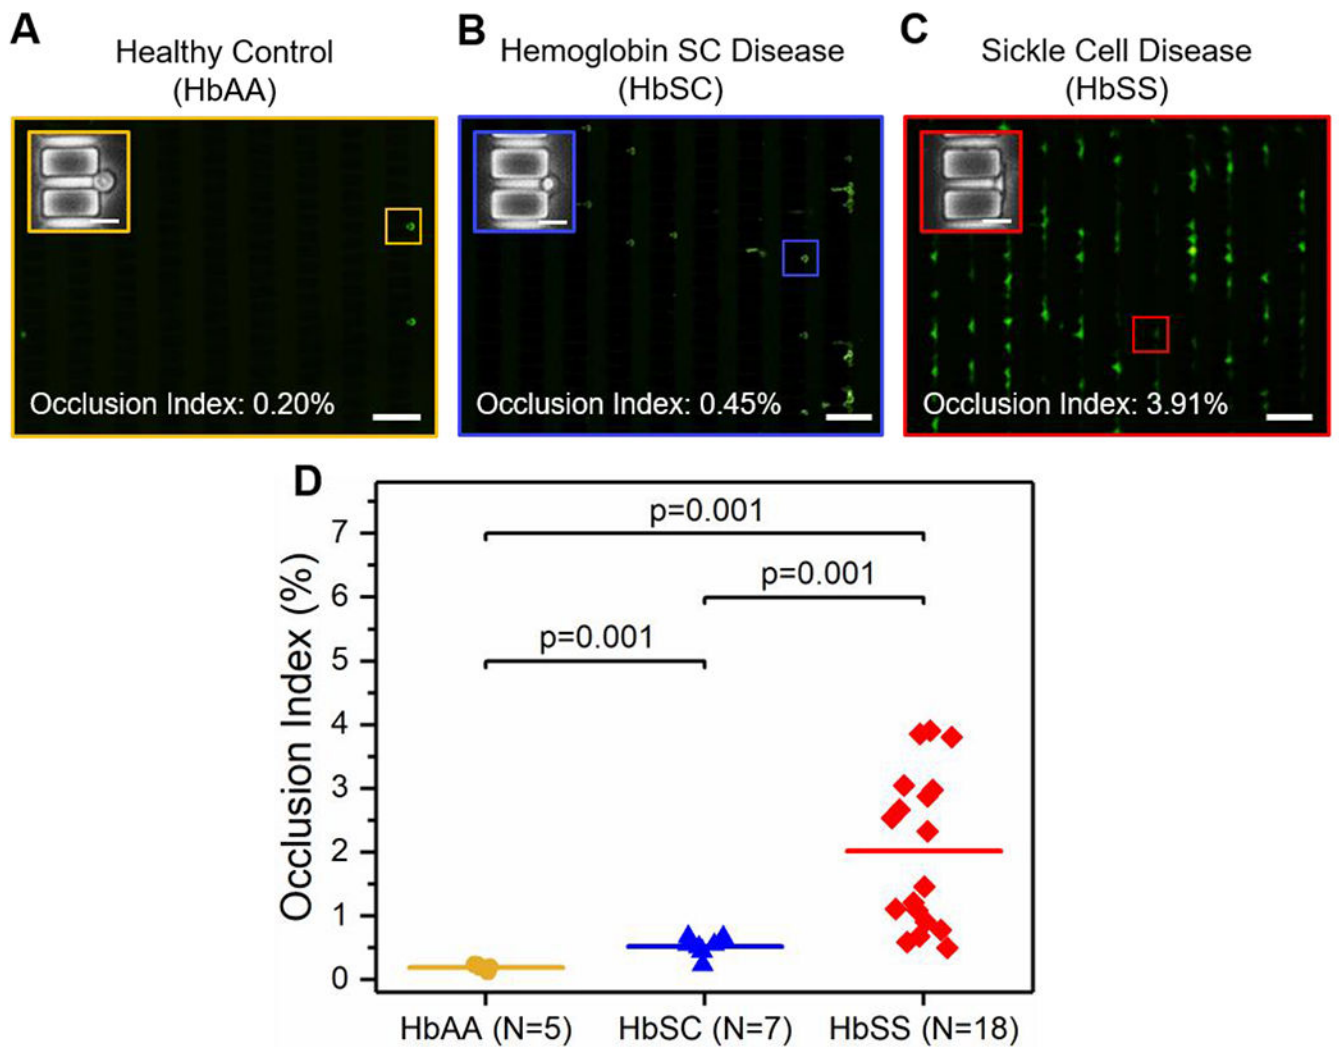 A
Healthy Control
(HbAA)
Occlusion Index: 0.20%
B
Hemoglobin SC Disease
(HbSC)
Occlusion Index: 0.45%
C
Sickle Cell Disease
(HbSS)
Occlusion Index: 3.91%
D
Occlusion Index (%)
7
6
5
4
3
2
1
0
p=0.001
p=0.001
p=0.001
HbAA (N=5)
HbSC (N=7)
HbSS (N=18)